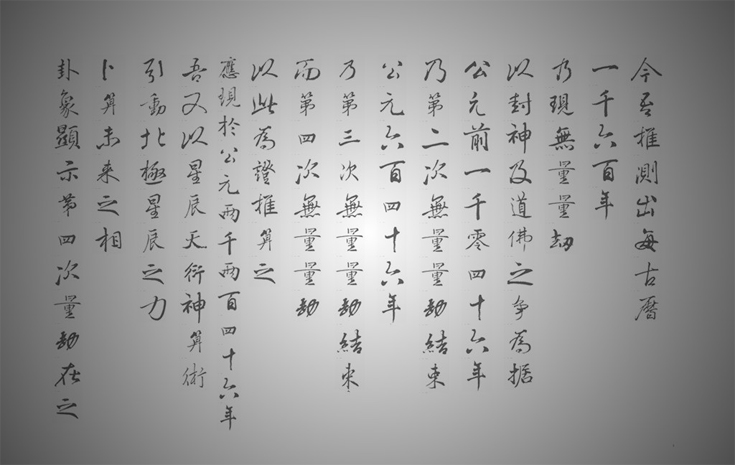 今吾推測出每古曆
一千六百年
乃現無量量劫
以封神及道佛之爭為据
公元前一千零四十六年
乃第二次無量量劫結束
公元六百四十六年
乃第三次無量量劫結束
而第四次無量量劫
以此為證推算之
應現於公元兩千兩百四十六年
吾又以星辰天衍神算術
引動北極星辰之力
卜算未來之相
卦象顯示第四次量劫在之